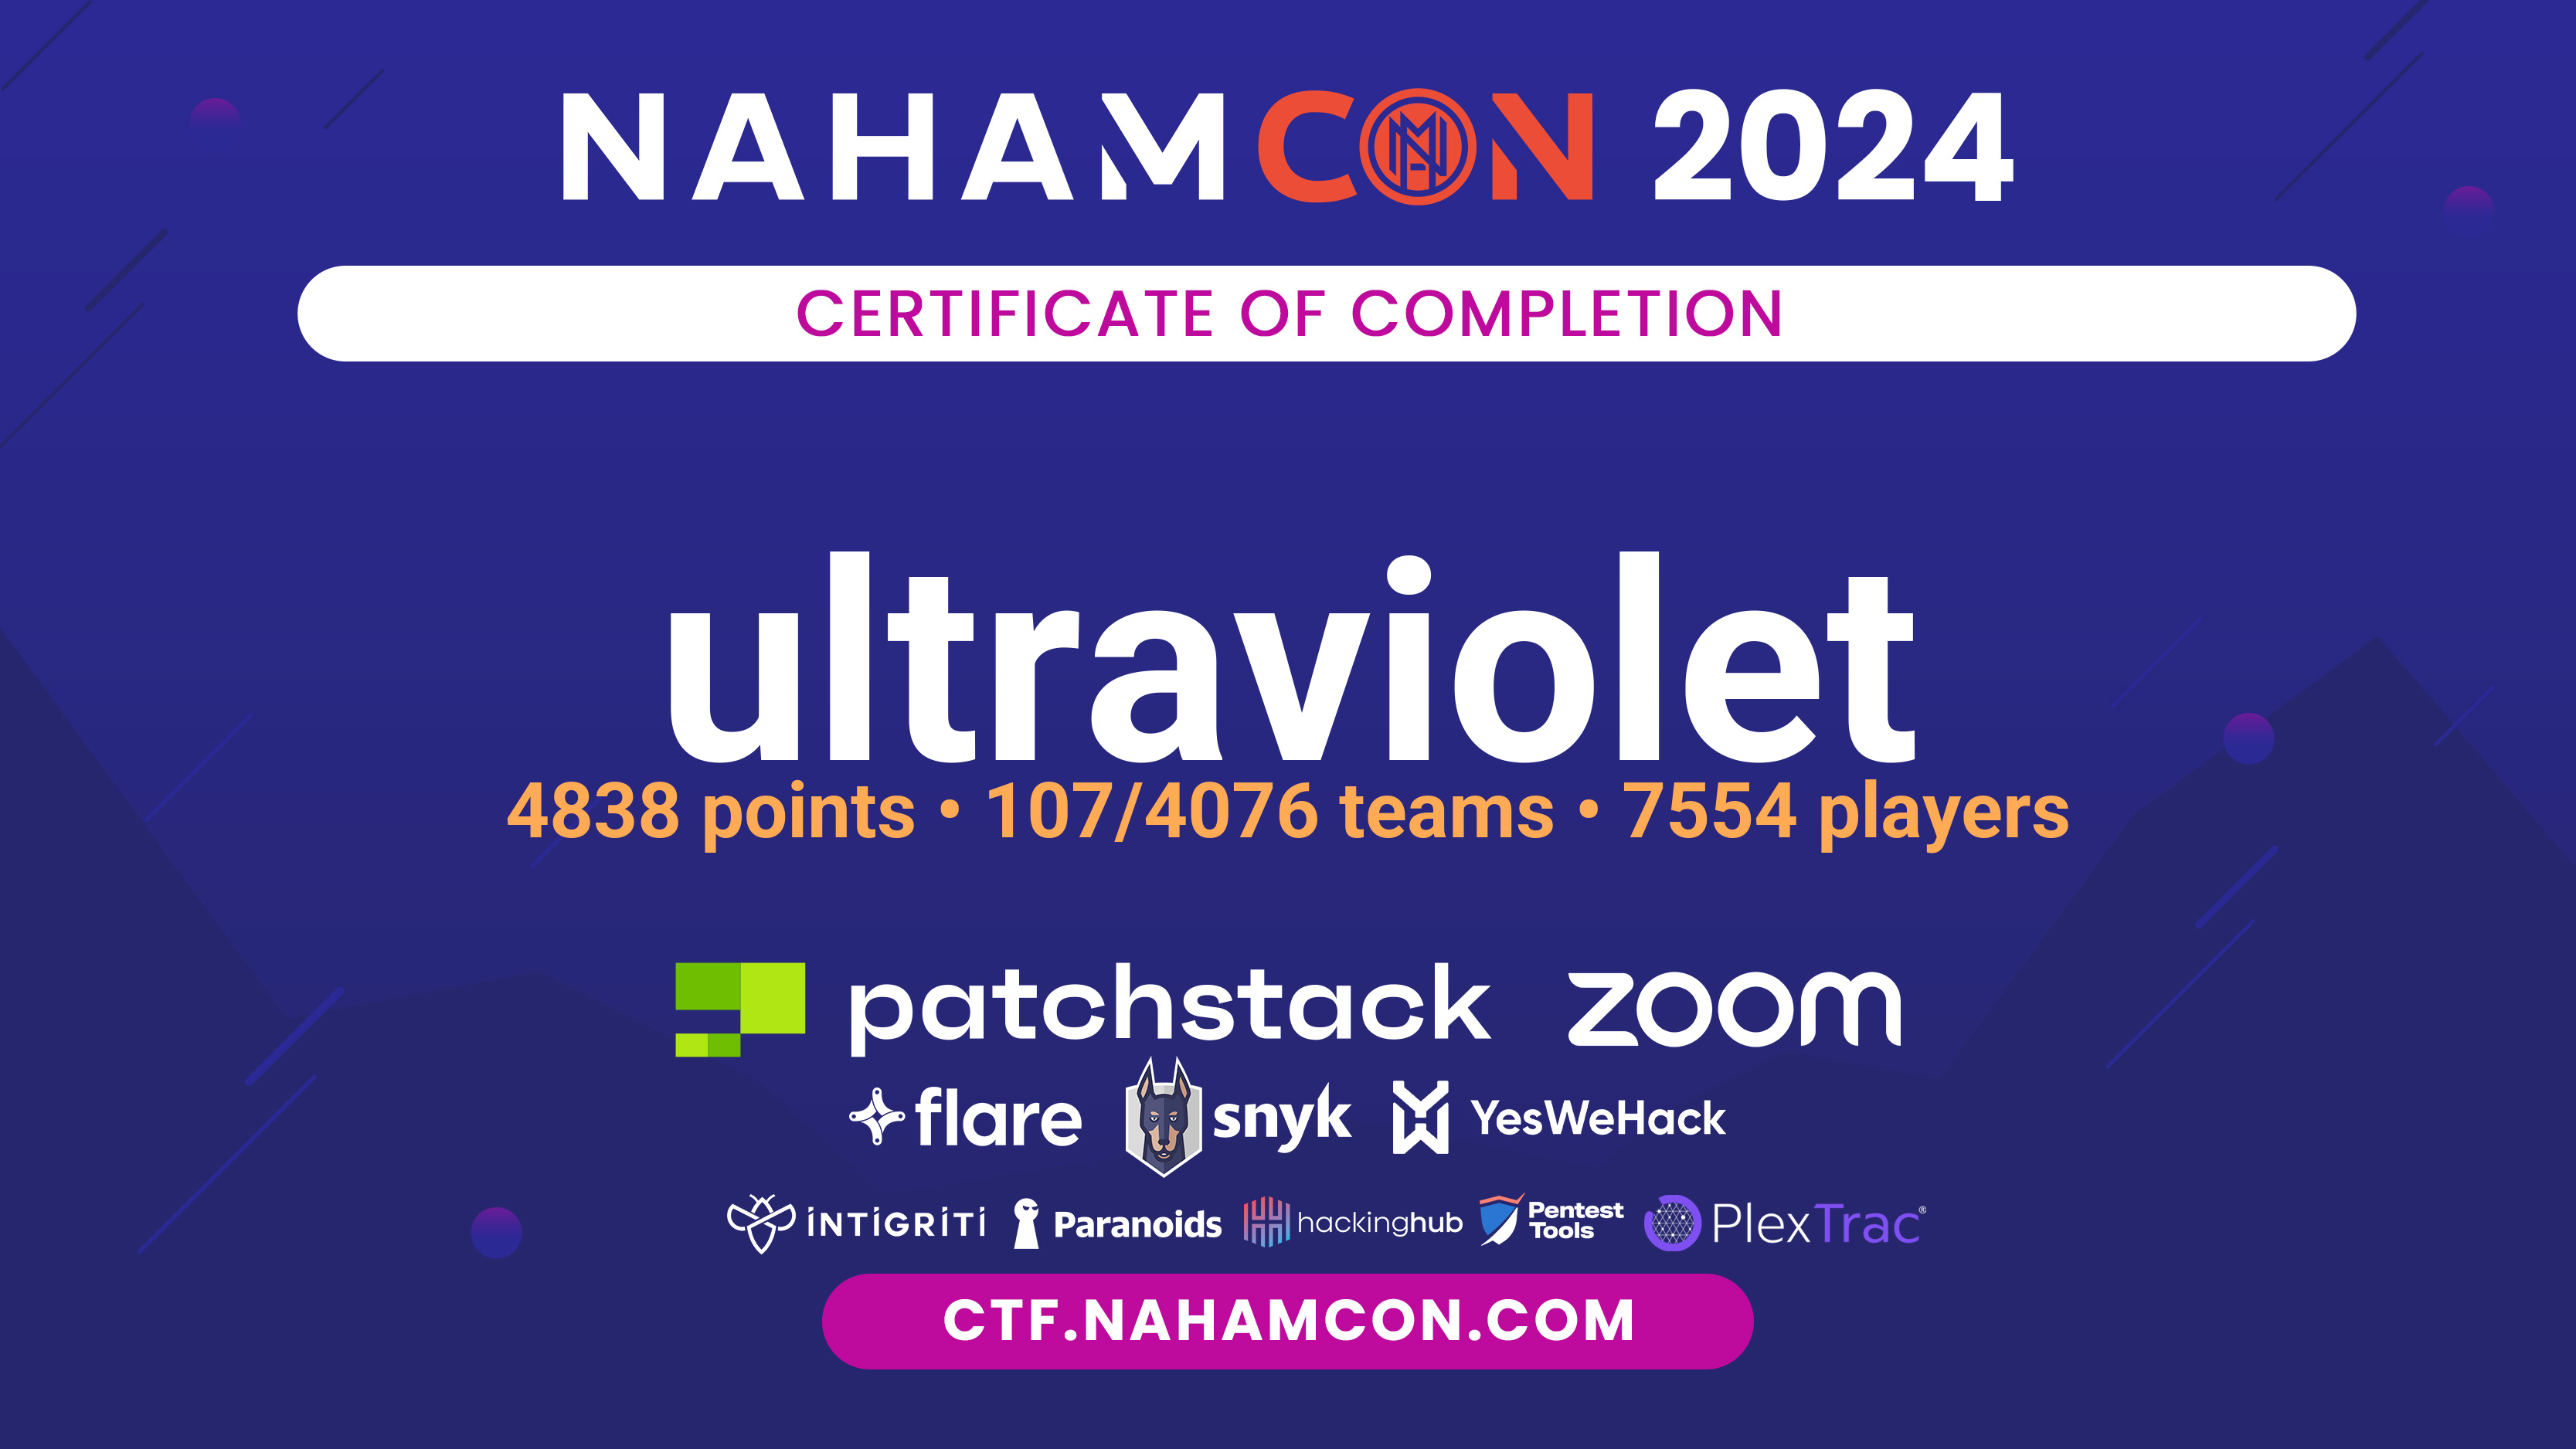 NAHAMCON 2024
CERTIFICATE OF COMPLETION
ultraviolet
4838 points • 107/4076 teams • 7554 players
patchstack zoom
flare snyk YesWeHack
INTIGRITI Paranoids hackinghub Pentest Tools PlexTrac®
CTF.NAHAMCON.COM